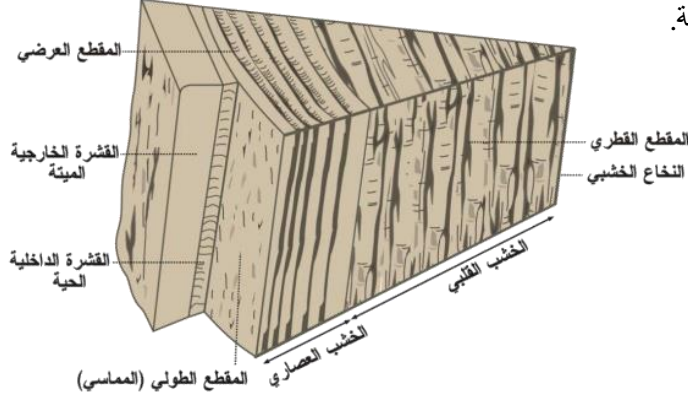 ة.
المقطع العرضي
المقطع القطري
القشرة الخارجية
الميتة
النخاع الخشبي
القشرة الداخلية
الحية
الخشب القلبي
الخشب العصاري
المقطع الطولي (المماسي)